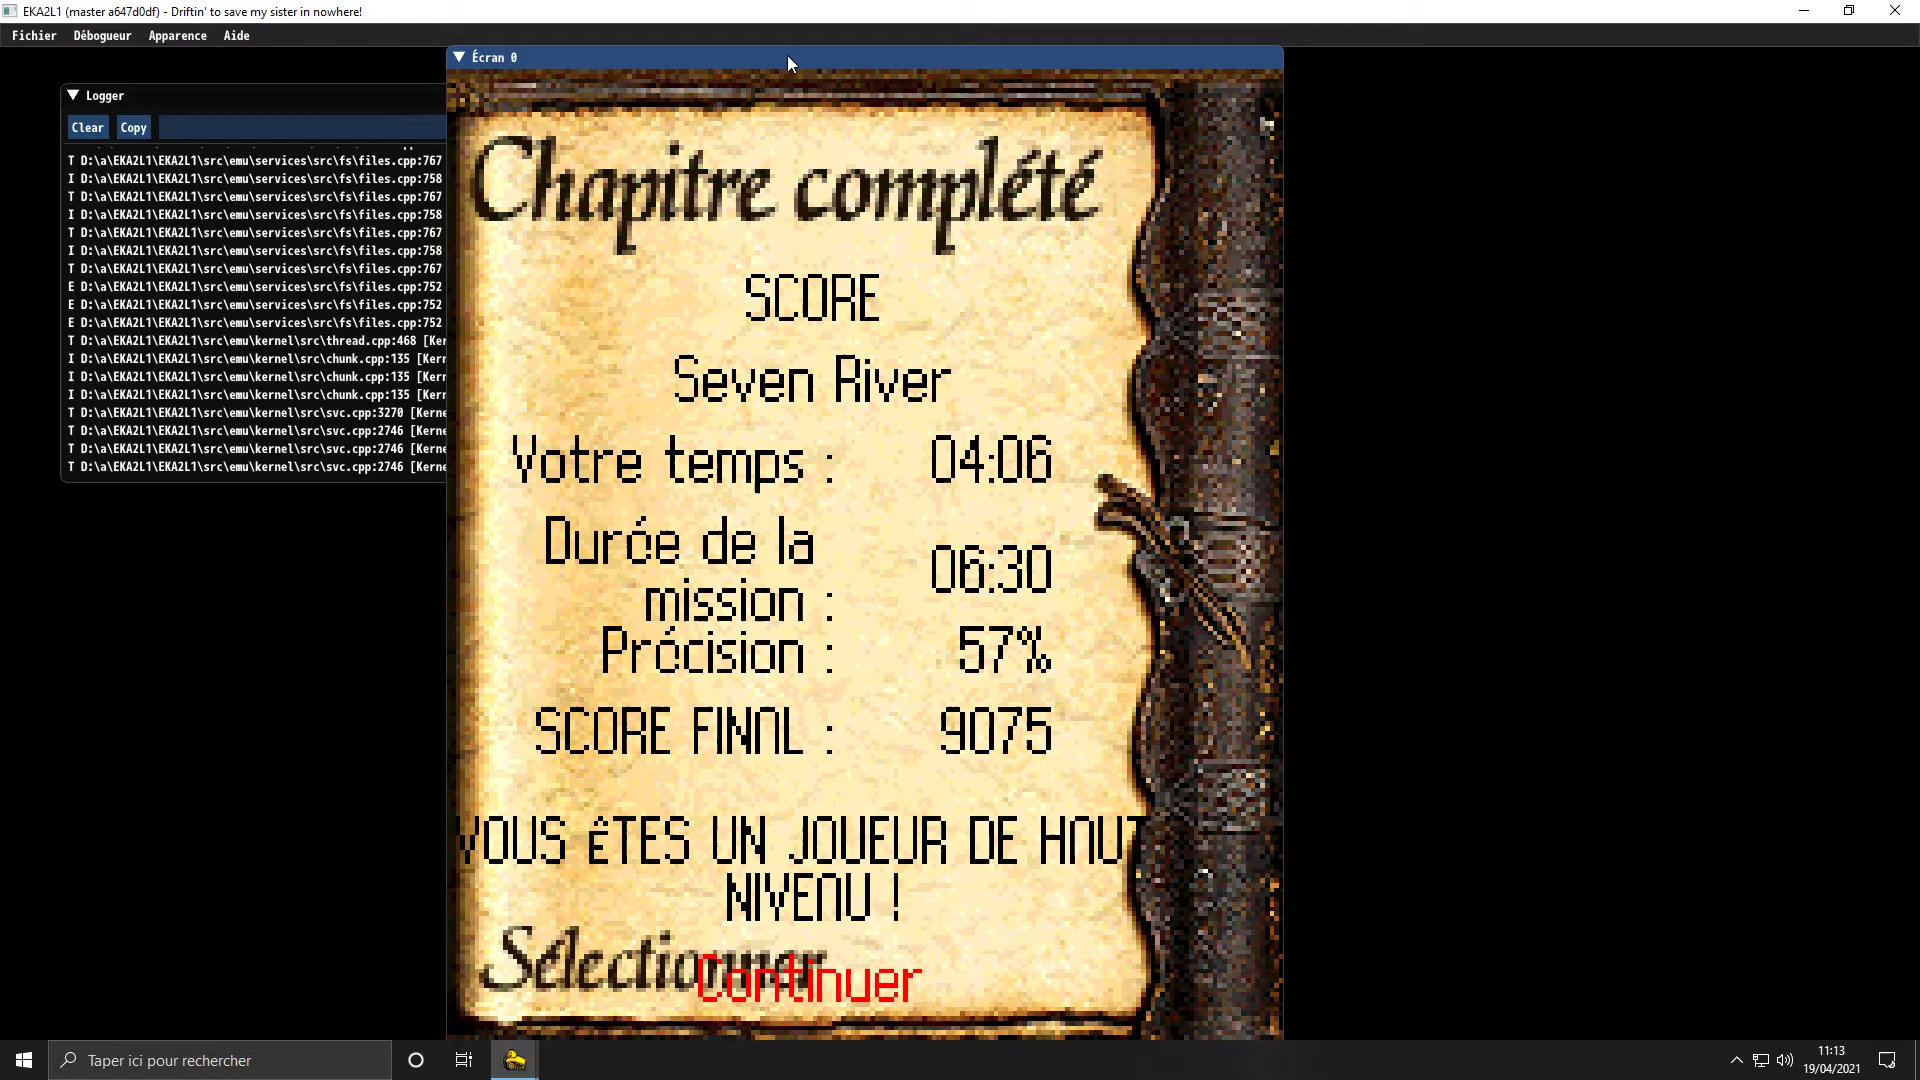 EKA2L1 (master a647d0df) - Driftin' to save my sister in nowhere!
Fichier Débogueur Apparence Aide
Écran 0
Logger
Clear Copy
T D:\a\EKA2L1\EKA2L1\src\emu\services\src\fs\files.cpp:767
I D:\a\EKA2L1\EKA2L1\src\emu\services\src\fs\files.cpp:758
T D:\a\EKA2L1\EKA2L1\src\emu\services\src\fs\files.cpp:767
I D:\a\EKA2L1\EKA2L1\src\emu\services\src\fs\files.cpp:758
T D:\a\EKA2L1\EKA2L1\src\emu\services\src\fs\files.cpp:767
I D:\a\EKA2L1\EKA2L1\src\emu\services\src\fs\files.cpp:758
T D:\a\EKA2L1\EKA2L1\src\emu\services\src\fs\files.cpp:767
E D:\a\EKA2L1\EKA2L1\src\emu\services\src\fs\files.cpp:752
E D:\a\EKA2L1\EKA2L1\src\emu\services\src\fs\files.cpp:752
E D:\a\EKA2L1\EKA2L1\src\emu\services\src\fs\files.cpp:752
T D:\a\EKA2L1\EKA2L1\src\emu\kernel\src\thread.cpp:468 [Ker
I D:\a\EKA2L1\EKA2L1\src\emu\kernel\src\chunk.cpp:135 [Kerr
I D:\a\EKA2L1\EKA2L1\src\emu\kernel\src\chunk.cpp:135 [Kerr
I D:\a\EKA2L1\EKA2L1\src\emu\kernel\src\chunk.cpp:135 [Kerr
T D:\a\EKA2L1\EKA2L1\src\emu\kernel\src\svc.cpp:3270 [Kerne
T D:\a\EKA2L1\EKA2L1\src\emu\kernel\src\svc.cpp:2746 [Kerne
T D:\a\EKA2L1\EKA2L1\src\emu\kernel\src\svc.cpp:2746 [Kerne
T D:\a\EKA2L1\EKA2L1\src\emu\kernel\src\svc.cpp:2746 [Kerne
Chapitre complété
SCORE
Seven River
Votre temps : 04:06
Durée de la
mission : 06:30
Précision : 57%
SCORE FINAL : 9075
VOUS êTES UN JOUEUR DE HAUT
NIVEAU !
Sélectionner
Continuer
Taper ici pour rechercher
11:13
19/04/2021